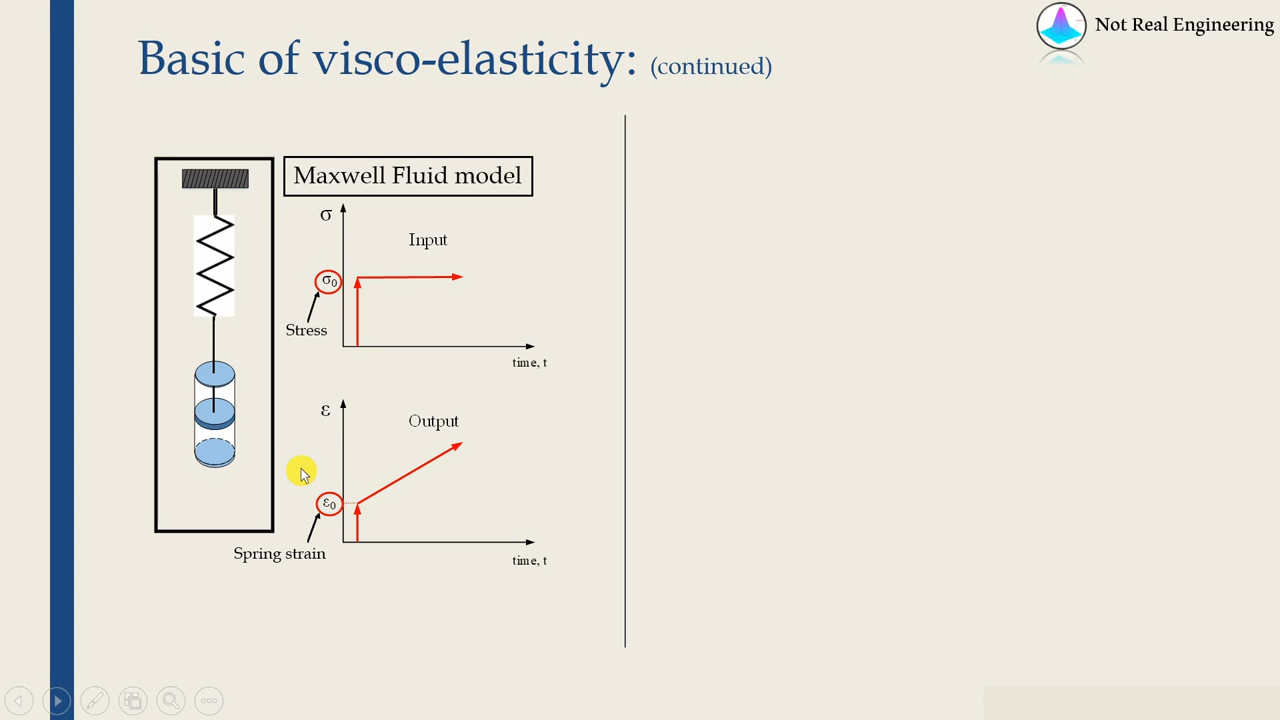 Not Real Engineering
Basic of visco-elasticity: (continued)
Maxwell Fluid model
σ
Input
σ₀
Stress
time, t
ε
Output
ε₀
Spring strain
time, t